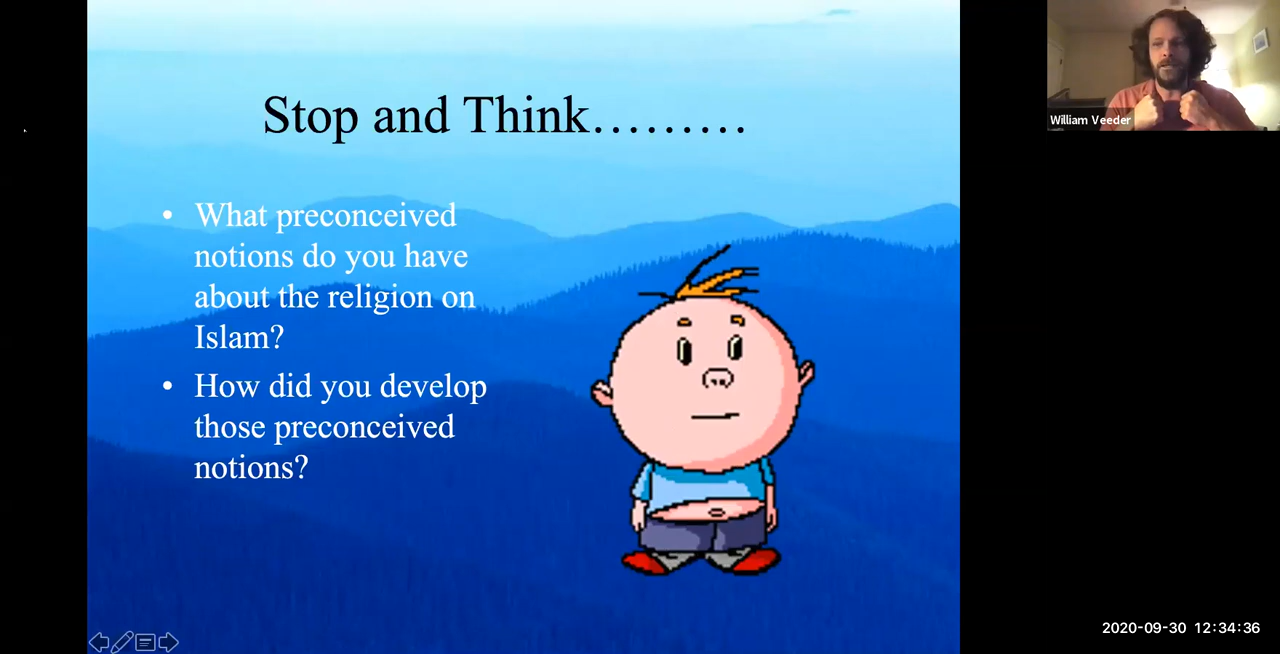 Stop and Think.........
• What preconceived
notions do you have
about the religion on
Islam?
• How did you develop
those preconceived
notions?
William Veeder
2020-09-30 12:34:36